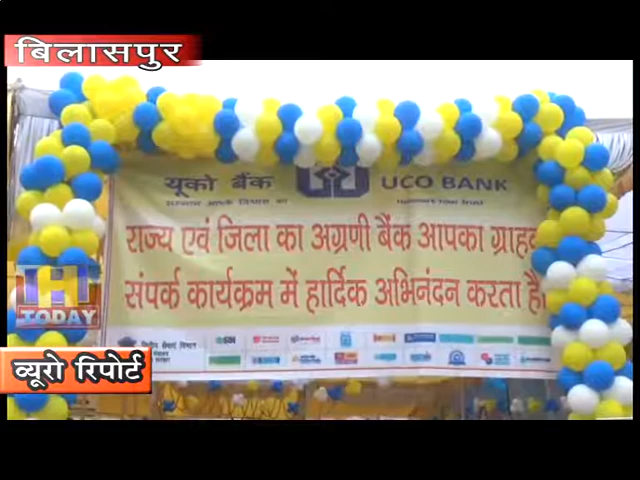 बिलासपुर
यूको बैंक UCO BANK
सम्मान आपके विश्वास का Honours Your Trust
राज्य एवं जिला का अग्रणी बैंक आपका
संपर्क कार्यक्रम में हार्दिक अभिनंदन करता है
H
TODAY
वित्तीय सेवाएं विभाग
ब्यूरो रिपोर्ट